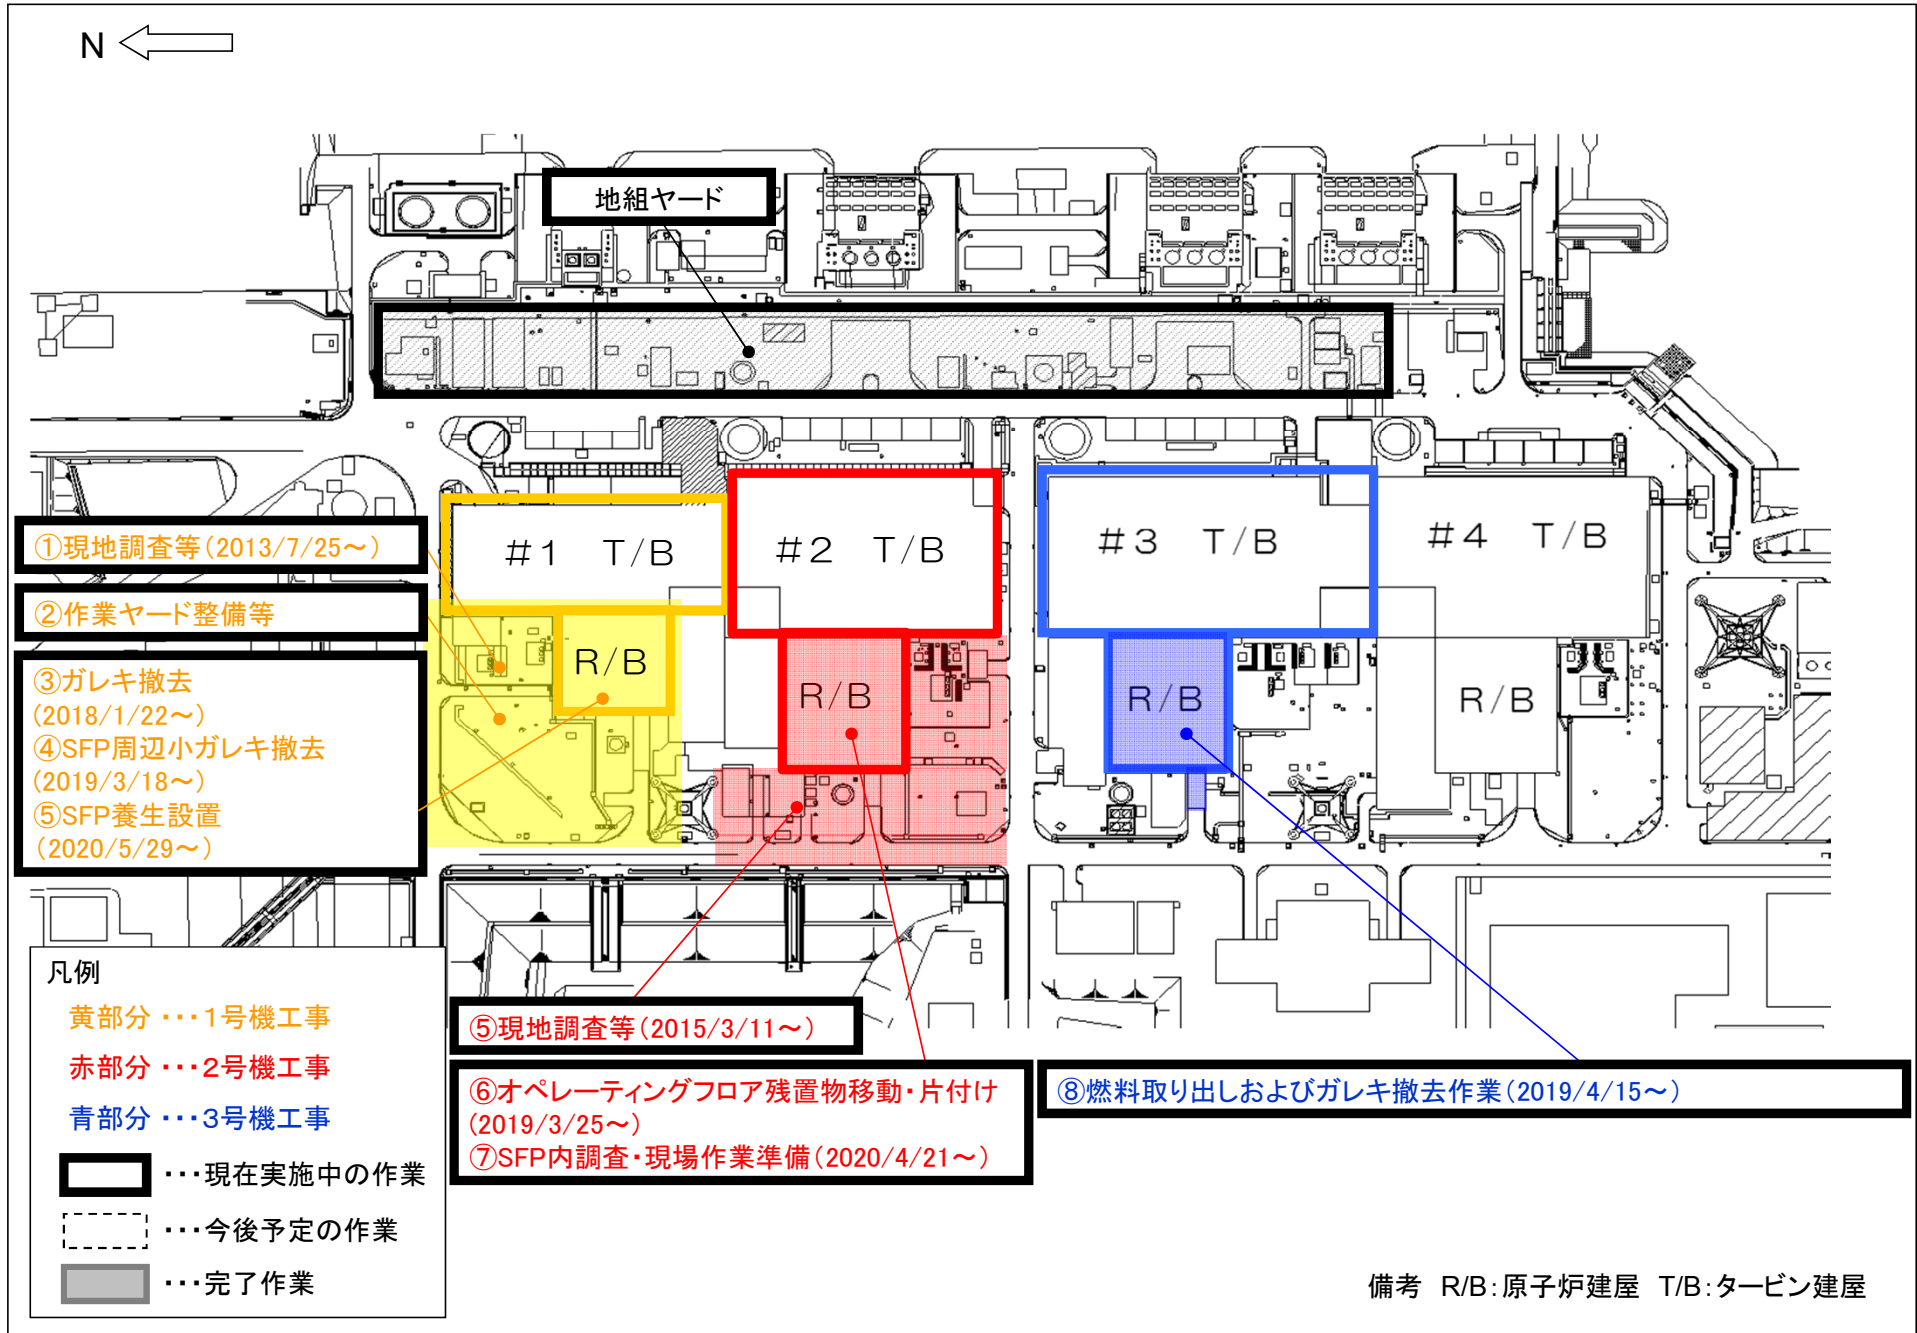 N
地組ヤード
#1 T/B
#2 T/B
#3 T/B
#4 T/B
R/B
R/B
R/B
R/B
①現地調査等(2013/7/25~)
②作業ヤード整備等
③ガレキ撤去
(2018/1/22~)
④SFP周辺小ガレキ撤去
(2019/3/18~)
⑤SFP養生設置
(2020/5/29~)
⑤現地調査等(2015/3/11~)
⑥オペレーティングフロア残置物移動・片付け
(2019/3/25~)
⑦SFP内調査・現場作業準備(2020/4/21~)
⑧燃料取り出しおよびガレキ撤去作業(2019/4/15~)
凡例
黄部分 ・・・1号機工事
赤部分 ・・・2号機工事
青部分 ・・・3号機工事
・・・現在実施中の作業
・・・今後予定の作業
・・・完了作業
備考 R/B:原子炉建屋 T/B:タービン建屋